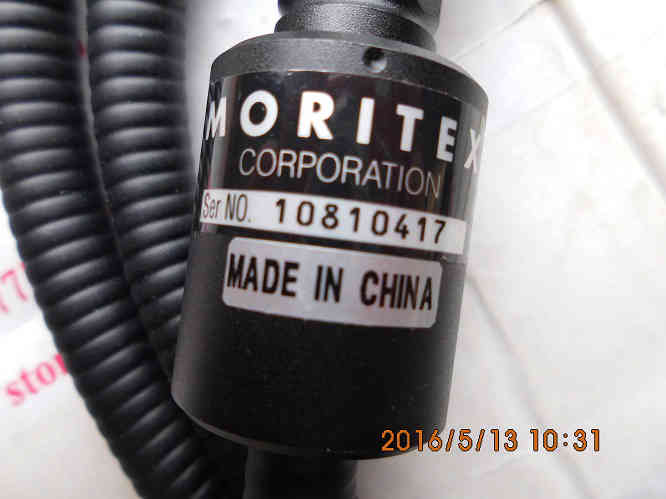 MORITEX
CORPORATION
Ser NO. 10810417
MADE IN CHINA
2016/5/13 10:31